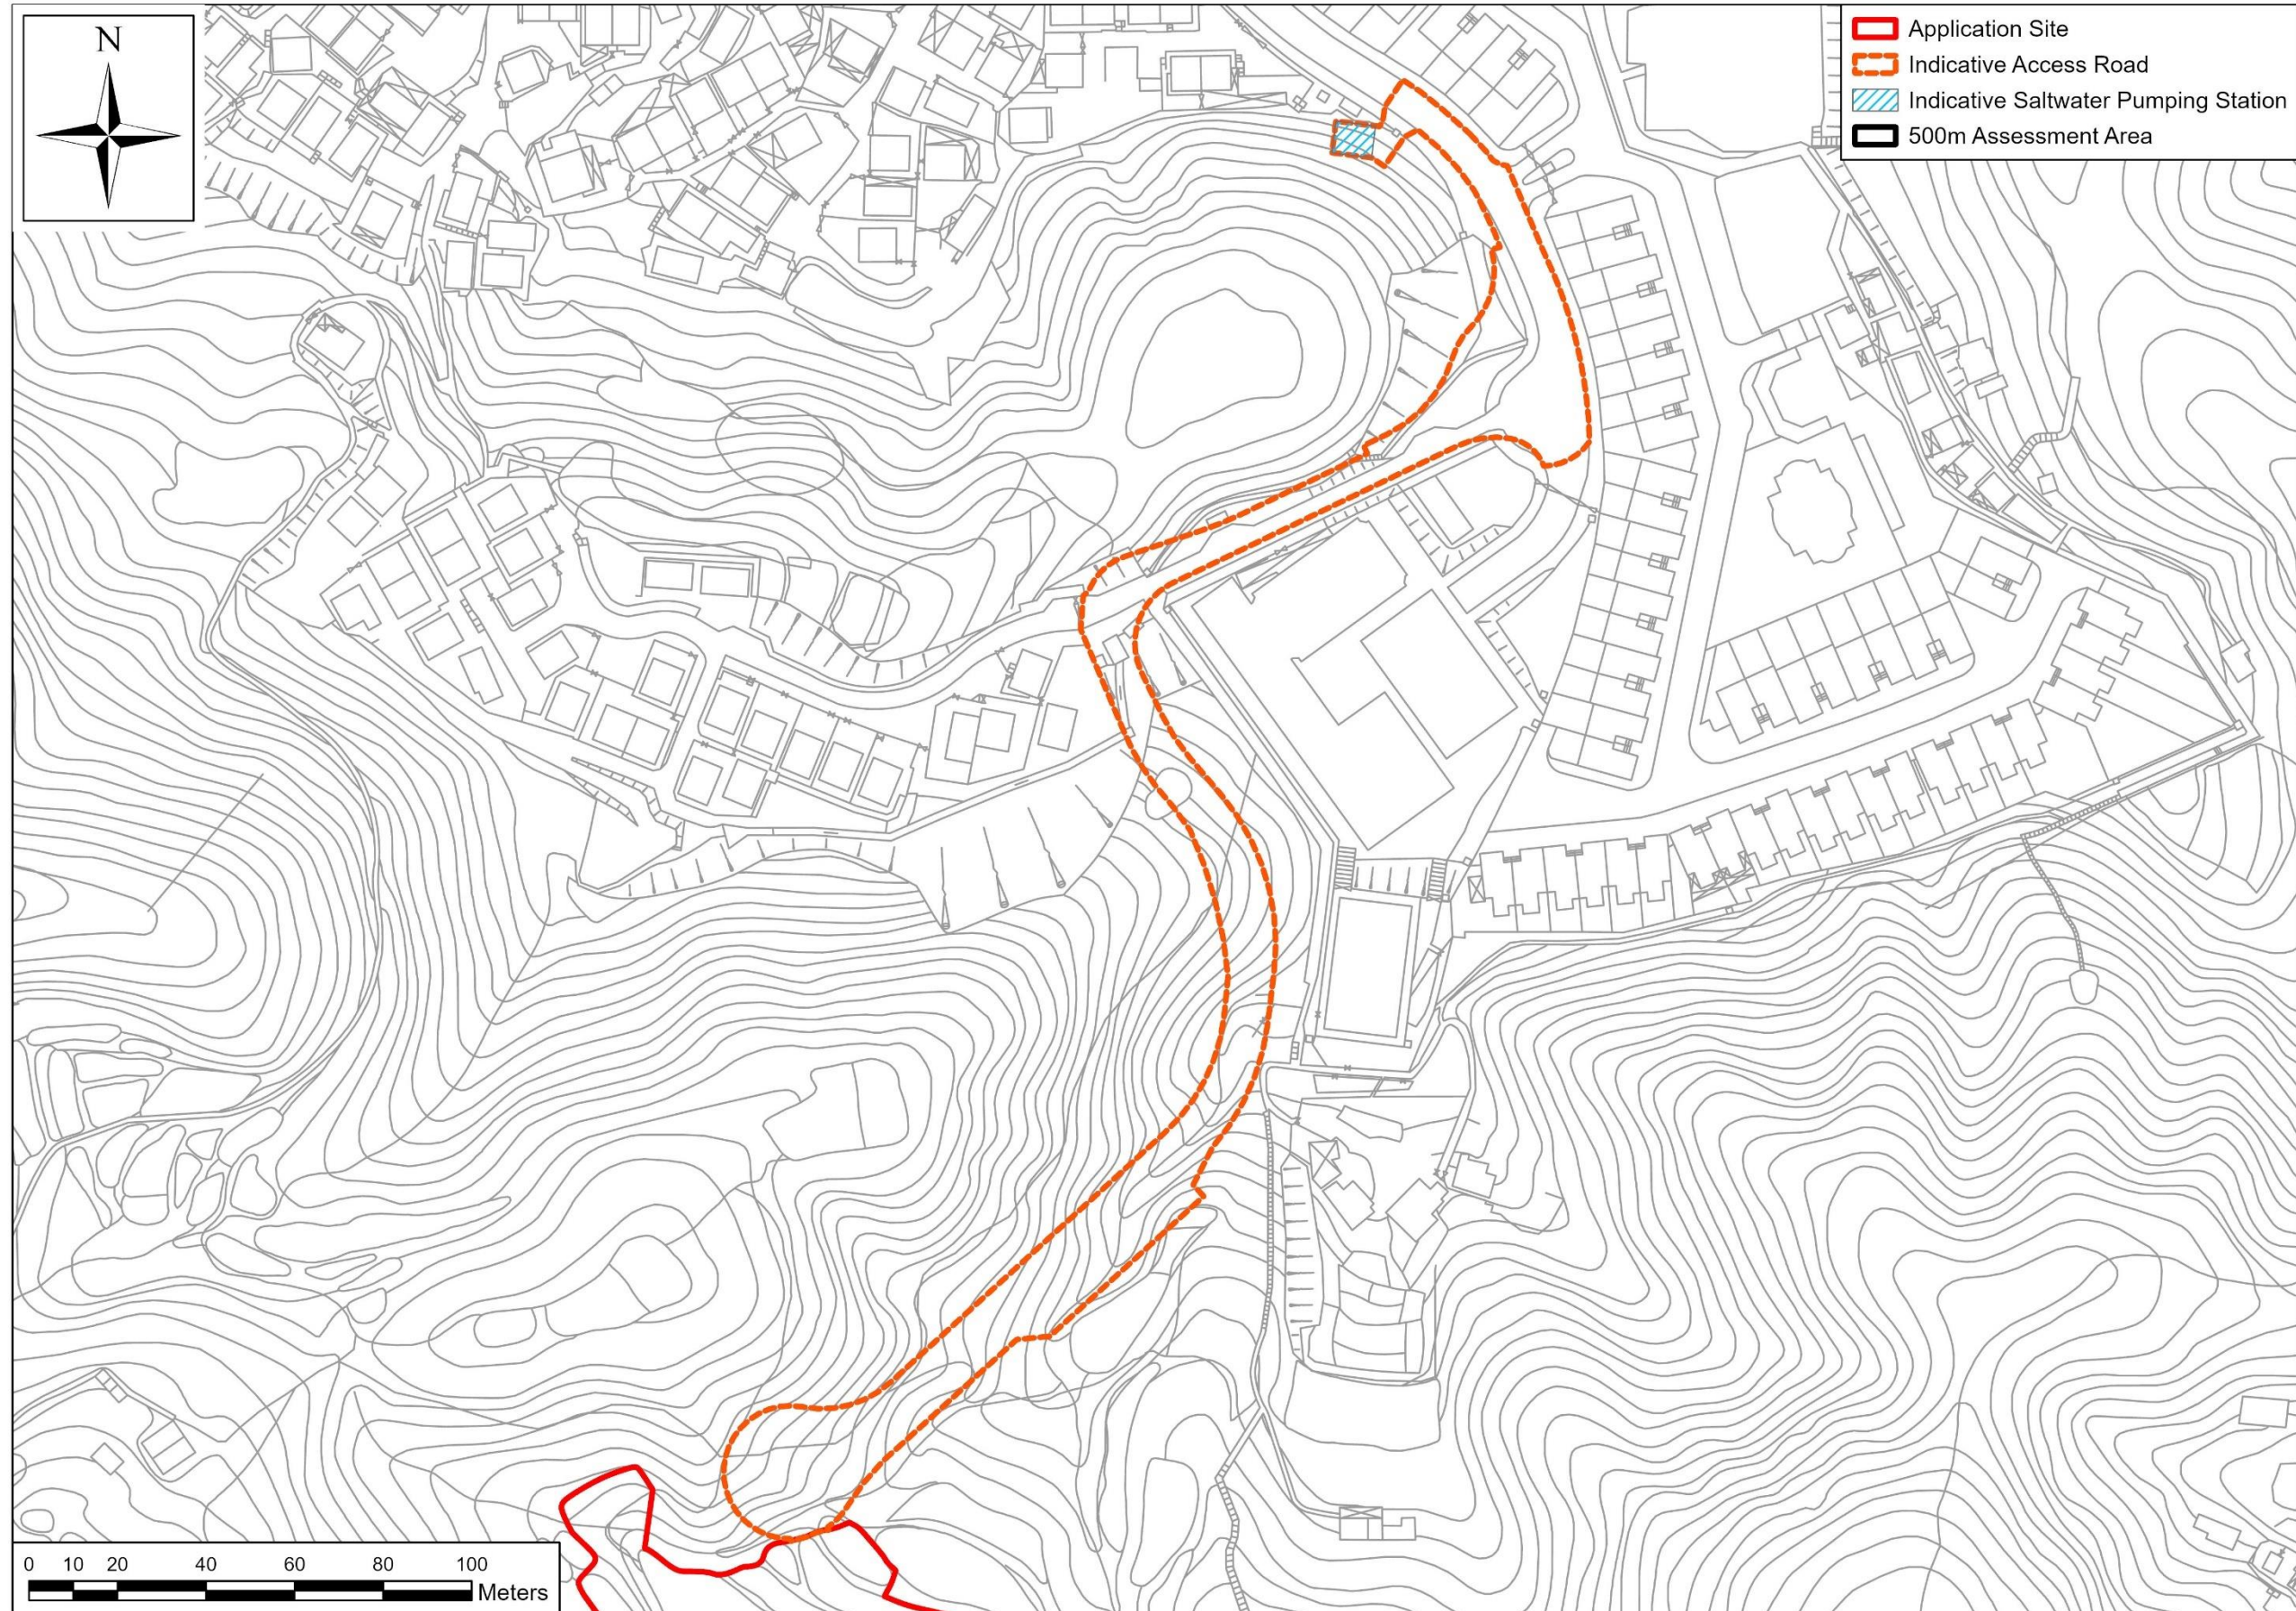 N
Application Site
Indicative Access Road
Indicative Saltwater Pumping Station
500m Assessment Area
0 10 20 40 60 80 100
Meters